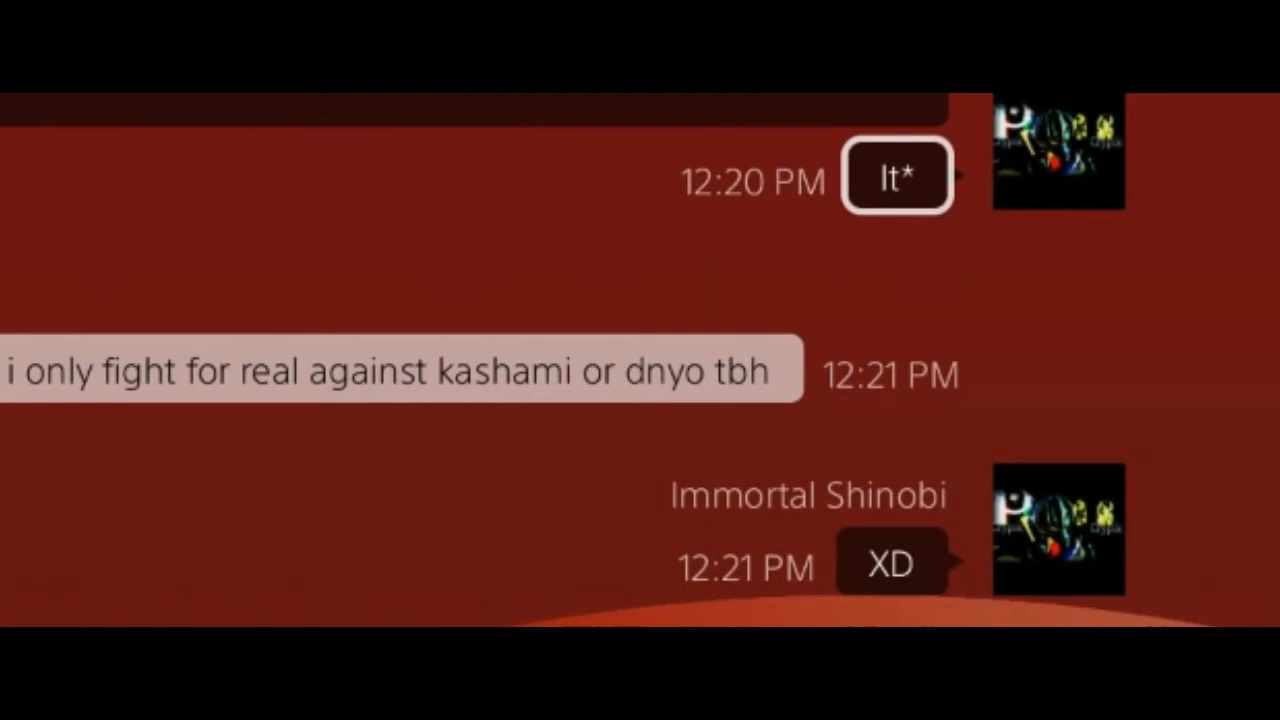 12:20 PM It*
i only fight for real against kashami or dnyo tbh 12:21 PM
Immortal Shinobi
12:21 PM XD